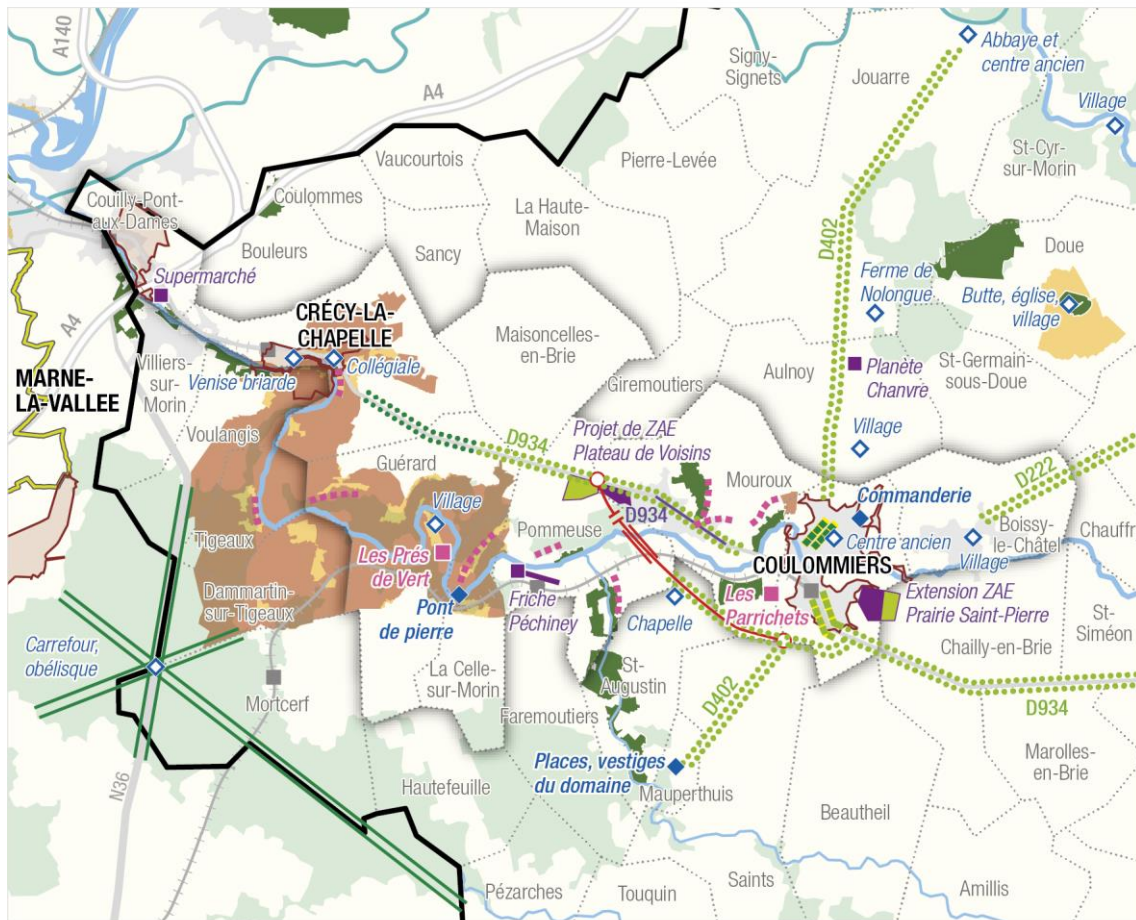 A140
A4
Signy-
Signets
Jouarre
Abbaye et
centre ancien
Village
St-Cyr
sur-Morin
Vaucourtois
Pierre-Levée
Coulommes
Couilly-Pont-
aux-Dames
Bouleurs
La Haute-
Maison
Sancy
D402
Doue
Supermarché
Ferme de
Nolongue
Butte, église,
village
A4
CRÉCY-LA-
CHAPELLE
Collégiale
Venise briarde
Maisoncelles-
en-Brie
Villiers-
sur-
Morin
MARNE-
LA-VALLEE
Giremoutiers
Aulnoy
Planète
Chanvre
St-Germain
sous-Doue
Voulangis
D934
Projet de ZAE
Plateau de Voisins
Village
D222
Guérard
Village
Mouroux
Commanderie
D934
Pommeuse
Centre ancien
Boissy-
le-Châtel
Chauffr
Village
Tigeaux
Les Prés
de Vert
COULOMMIERS
Dammartin-
sur-Tigeaux
Pont
de pierre
Friche
Péchiney
Chapelle
Les
Parrichets
Extension ZAE
Prairie Saint-Pierre
St-
Siméon
Carrefour,
obélisque
Chailly-en-Brie
La Celle-
sur-Morin
St-
Augustin
Mortcerf
Faremoutiers
D402
D934
Marolles-
en-Brie
Places, vestiges
du domaine
N36
Hautefeuille
Mauperthuis
Beautheil
Pézarches
Touquin
Saints
Amillis